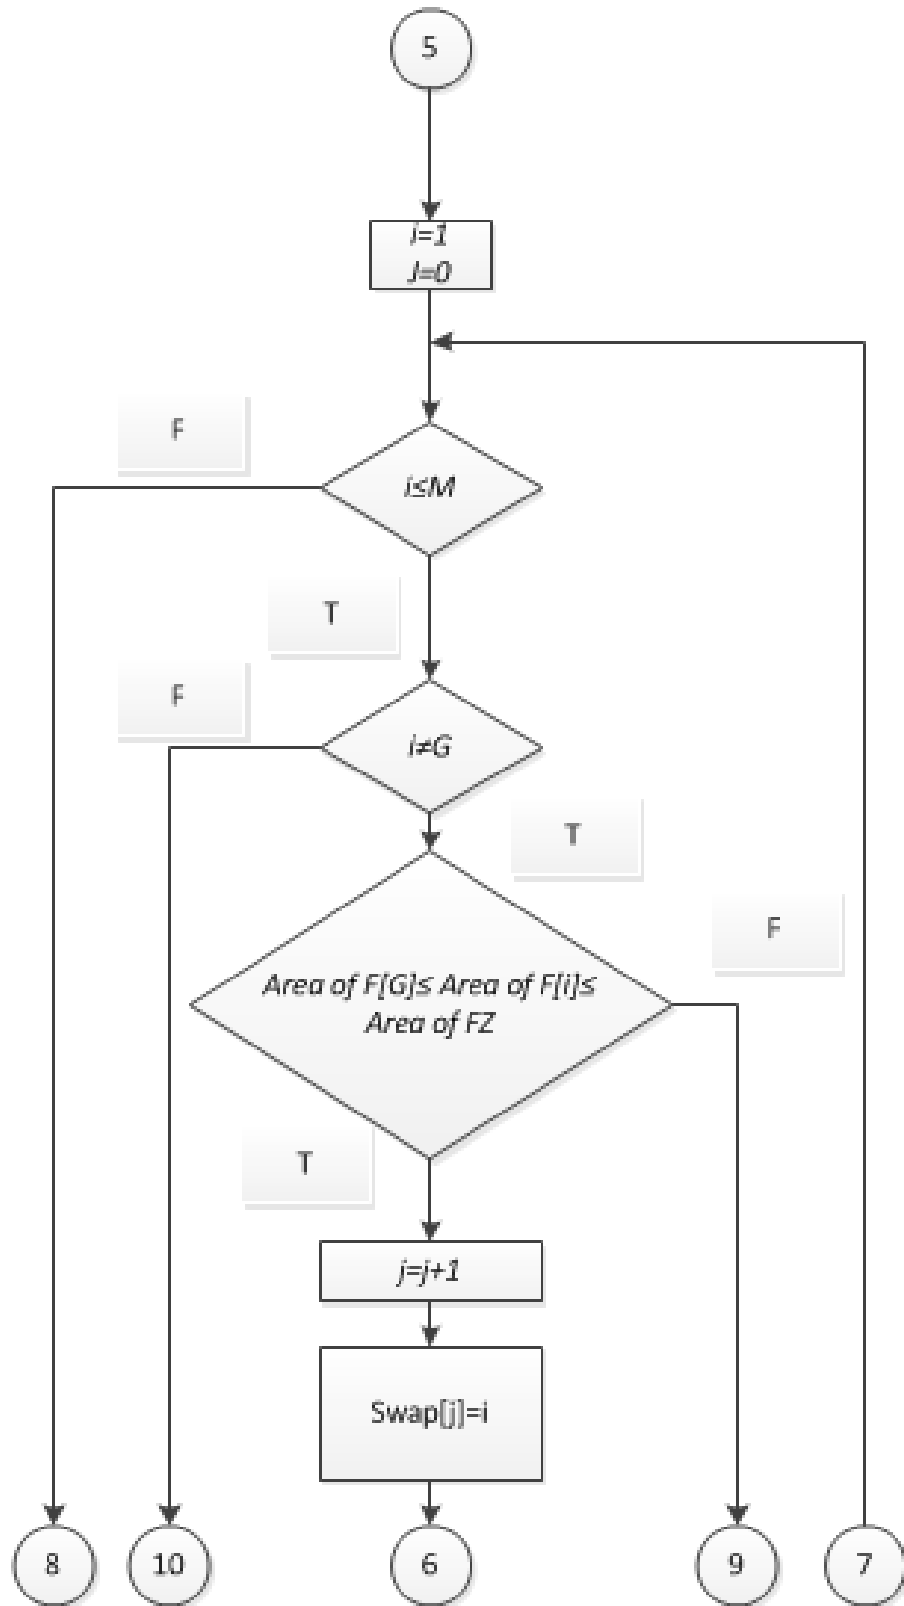 5
i=1
J=0
F
i≤M
T
F
i≠G
T
F
Area of F[G]≤ Area of F[i]≤
Area of FZ
T
j=j+1
Swap[j]=i
8
10
6
9
7